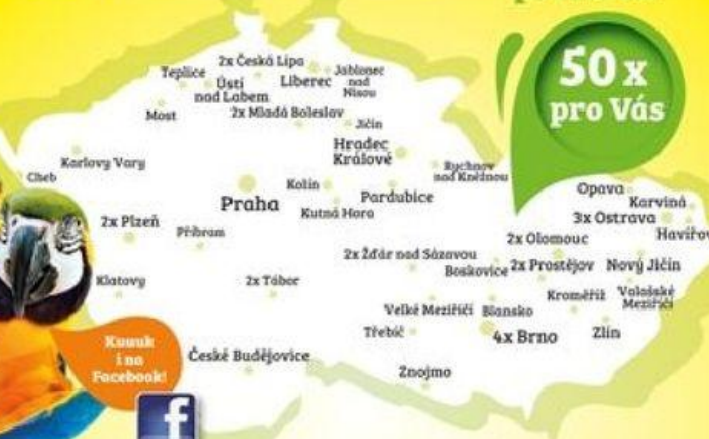 50x
pro Vás
2x Česká Lípa
Teplice
Ústí
nad Labem
Liberec
Jablonec
nad
Nisou
Most
2x Mladá Boleslav
Jičín
Hradec
Králové
Karlovy Vary
Cheb
Rychnov
nad Kněžnou
Kolín
Pardubice
Praha
Kutná Hora
2x Plzeň
Příbram
Opava
Karviná
3x Ostrava
Havířov
2x Olomouc
2x Žďár nad Sázavou
Boskovice
2x Prostějov
Nový Jičín
Klatovy
2x Tábor
Kroměříž
Valašské
Meziříčí
Velké Meziříčí
Blansko
Třebíč
4x Brno
Zlín
Kuuuk
i na
Facebook!
České Budějovice
Znojmo
f